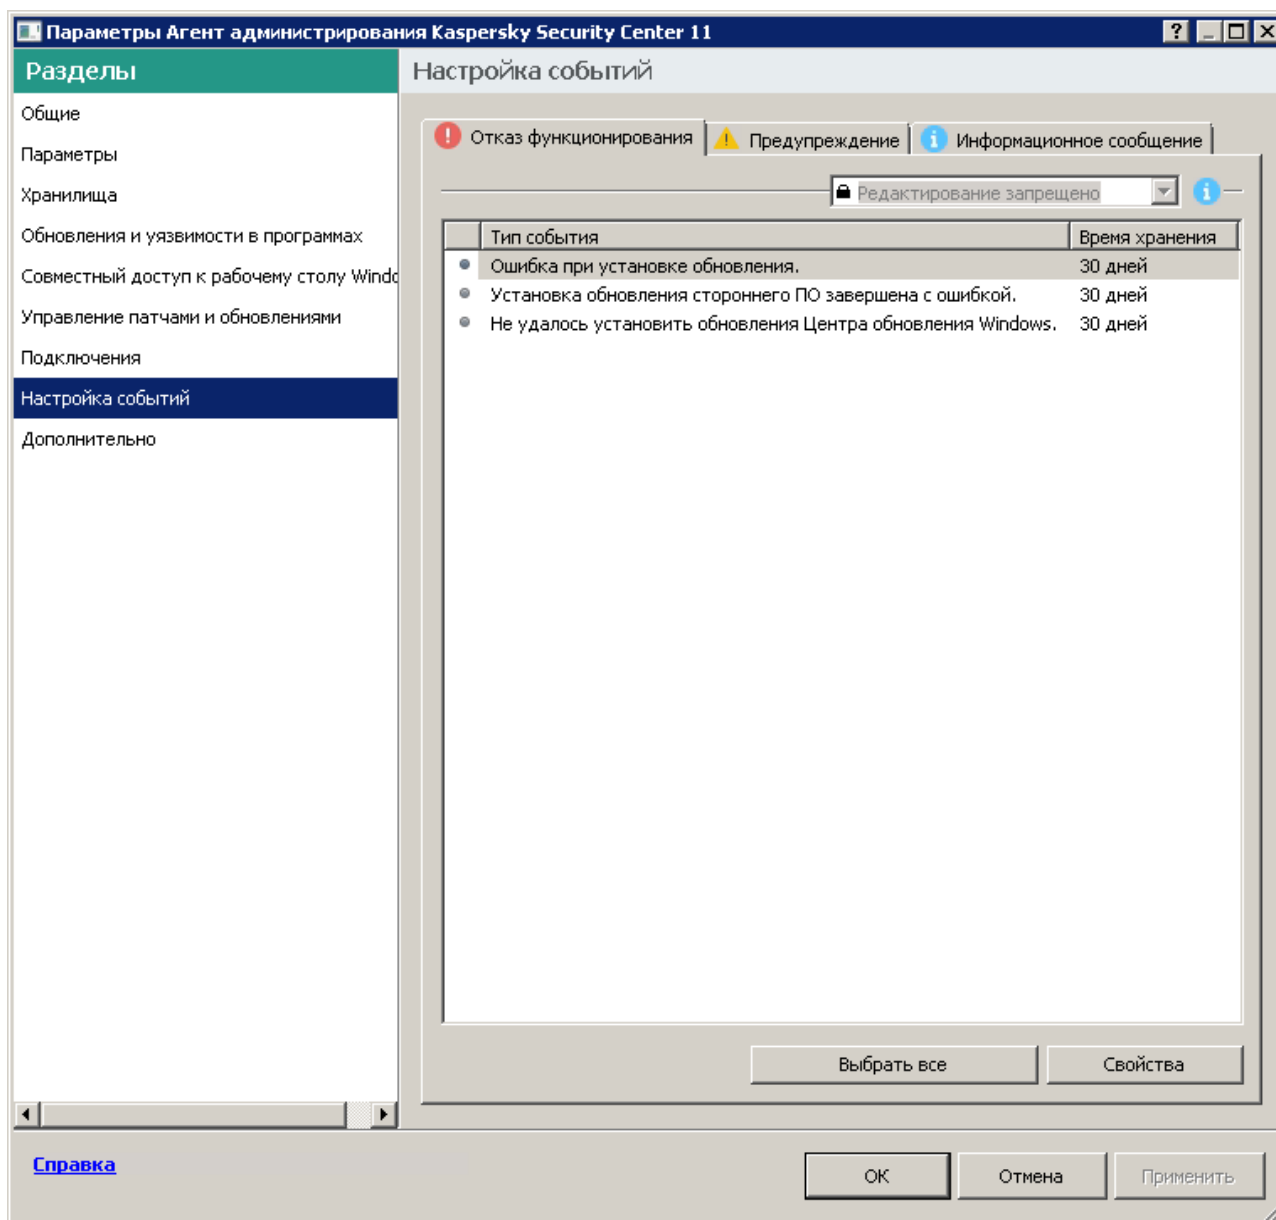 Параметры Агент администрирования Kaspersky Security Center 11
Разделы
Общие
Параметры
Хранилища
Обновления и уязвимости в программах
Совместный доступ к рабочему столу Windo
Управление патчами и обновлениями
Подключения
Настройка событий
Дополнительно
Настройка событий
Отказ функционирования
Предупреждение
Информационное сообщение
Редактирование запрещено
Тип события Время хранения
Ошибка при установке обновления. 30 дней
Установка обновления стороннего ПО завершена с ошибкой. 30 дней
Не удалось установить обновления Центра обновления Windows. 30 дней
Выбрать все
Свойства
Справка
ОК
Отмена
Применить